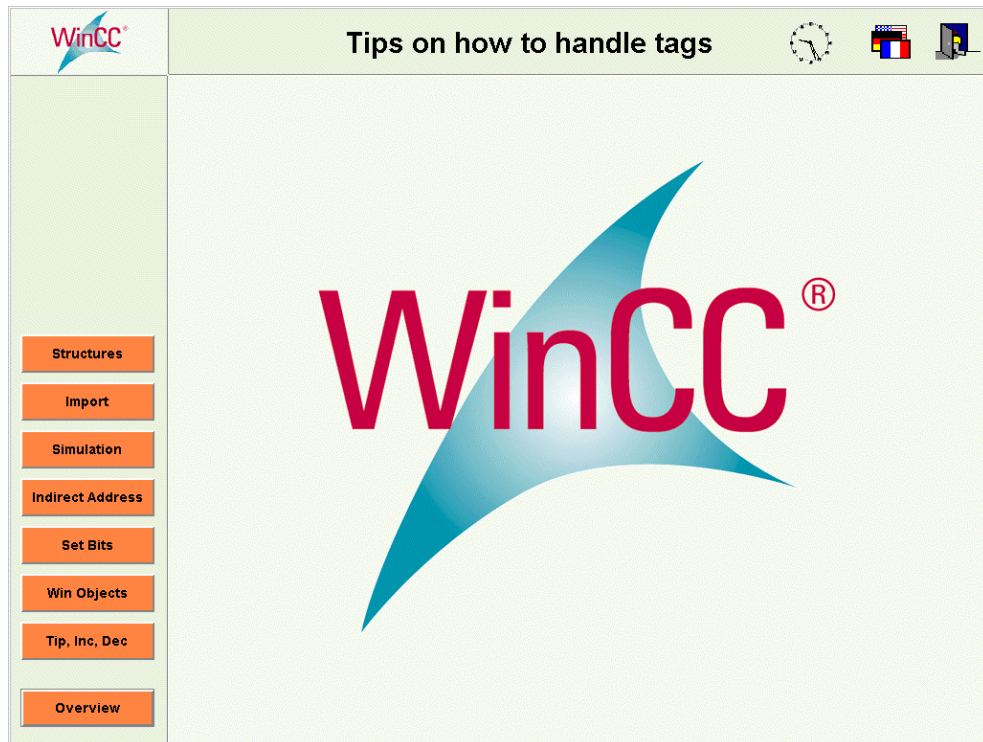 WinCC®
Tips on how to handle tags
WinCC®
Structures
Import
Simulation
Indirect Address
Set Bits
Win Objects
Tip, Inc, Dec
Overview